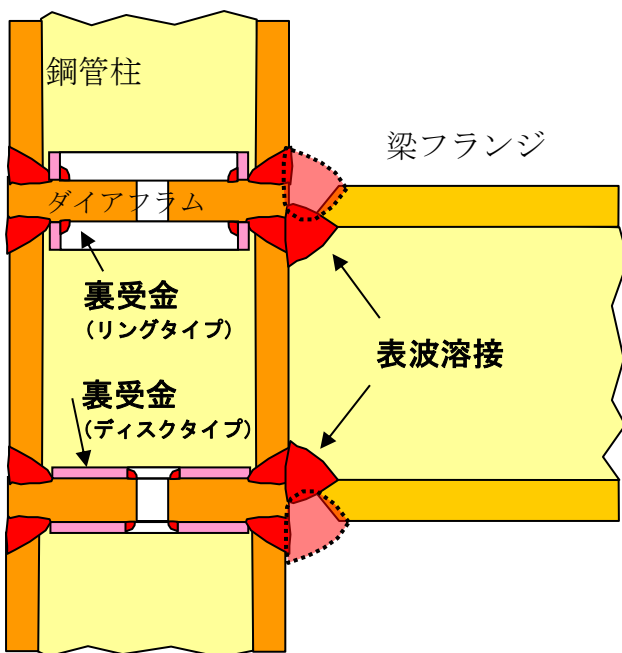 鋼管柱
梁フランジ
ダイアフラム
裏受金
（リングタイプ）
表波溶接
裏受金
（ディスクタイプ）